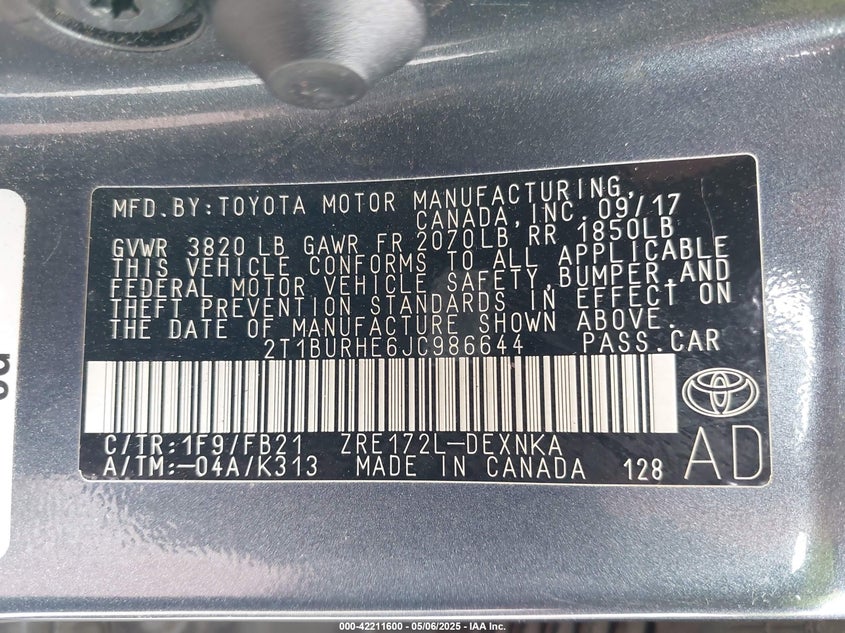 MFD.BY:TOYOTA MOTOR MANUFACTURING,
CANADA,INC. 09/17
GVWR 3820 LB GAWR FR 2070LB RR 1850LB
THIS VEHICLE CONFORMS TO ALL APPLICABLE
FEDERAL MOTOR VEHICLE SAFETY,BUMPER,AND
THEFT PREVENTION STANDARDS IN EFFECT ON
THE DATE OF MANUFACTURE SHOWN ABOVE.
2T1BURHE6JC986644 PASS.CAR
C/TR:1F9/FB21 ZRE172L-DEXNKA
A/TM:-04A/K313 MADE IN CANADA 128
AD
000-42211600 - 05/06/2025 - IAA Inc.